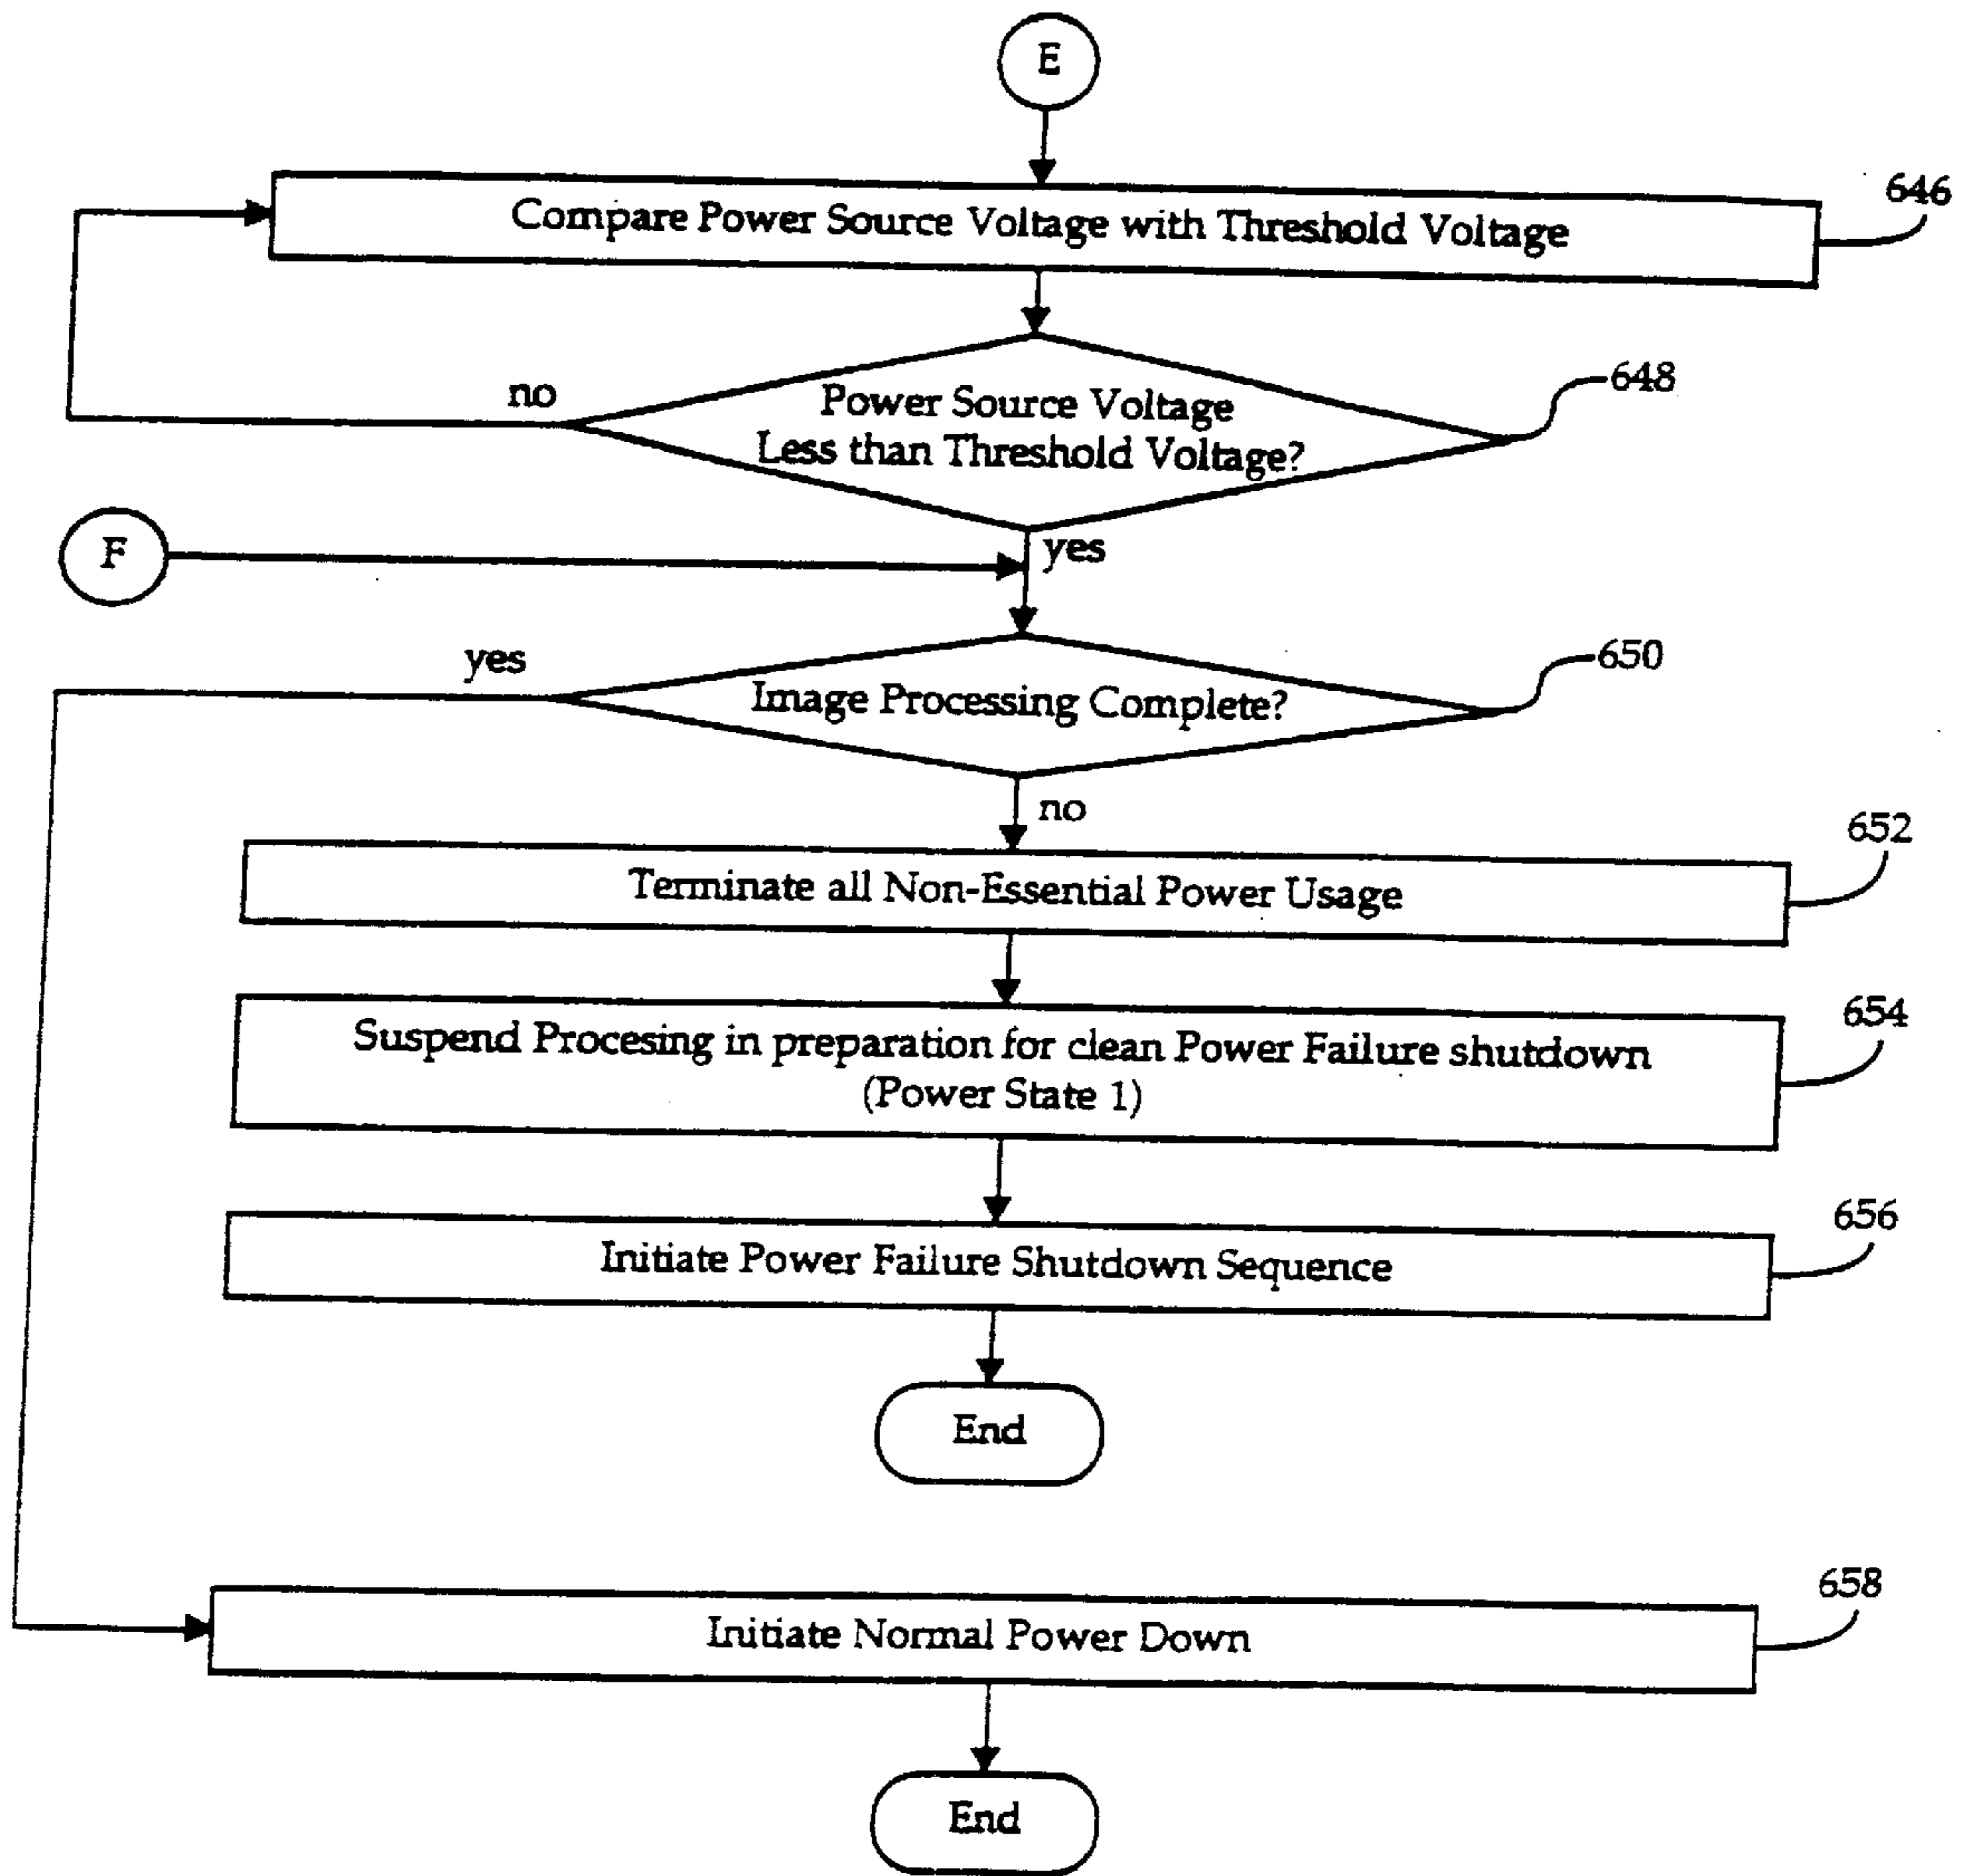 E
Compare Power Source Voltage with Threshold Voltage
646
no
Power Source Voltage
Less than Threshold Voltage?
648
F
yes
yes
Image Processing Complete?
650
no
Terminate all Non-Essential Power Usage
652
Suspend Procesing in preparation for clean Power Failure shutdown
(Power State 1)
654
Initiate Power Failure Shutdown Sequence
656
End
Initiate Normal Power Down
658
End